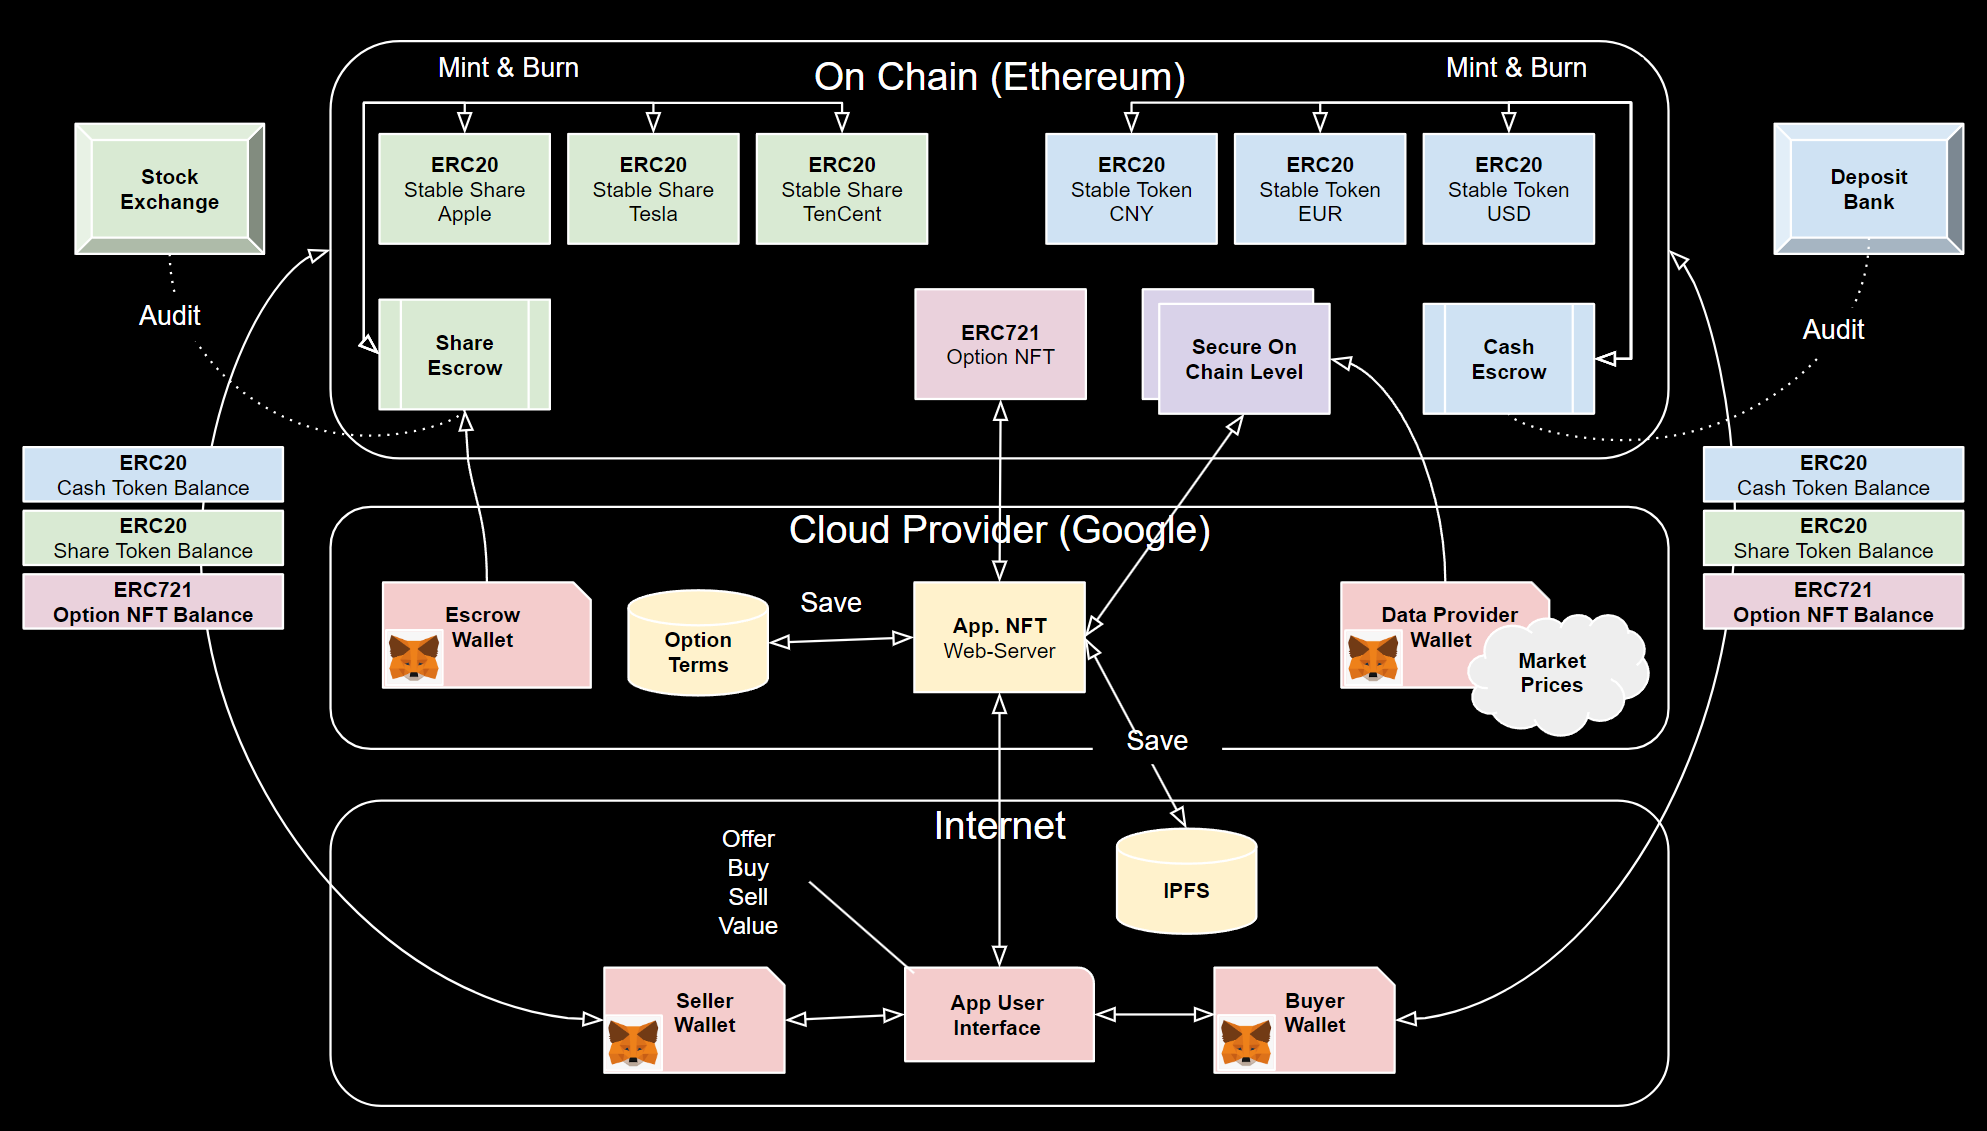 Mint & Burn
On Chain (Ethereum)
Mint & Burn
Stock
Exchange
ERC20
Stable Share
Apple
ERC20
Stable Share
Tesla
ERC20
Stable Share
TenCent
ERC20
Stable Token
CNY
ERC20
Stable Token
EUR
ERC20
Stable Token
USD
Deposit
Bank
Audit
Share
Escrow
ERC721
Option NFT
Secure On
Chain Level
Cash
Escrow
Audit
ERC20
Cash Token Balance
ERC20
Share Token Balance
ERC721
Option NFT Balance
ERC20
Cash Token Balance
ERC20
Share Token Balance
ERC721
Option NFT Balance
Cloud Provider (Google)
Escrow
Wallet
Option
Terms
Save
App. NFT
Web-Server
Data Provider
Wallet
Market
Prices
Save
Internet
Offer
Buy
Sell
Value
IPFS
Seller
Wallet
App User
Interface
Buyer
Wallet